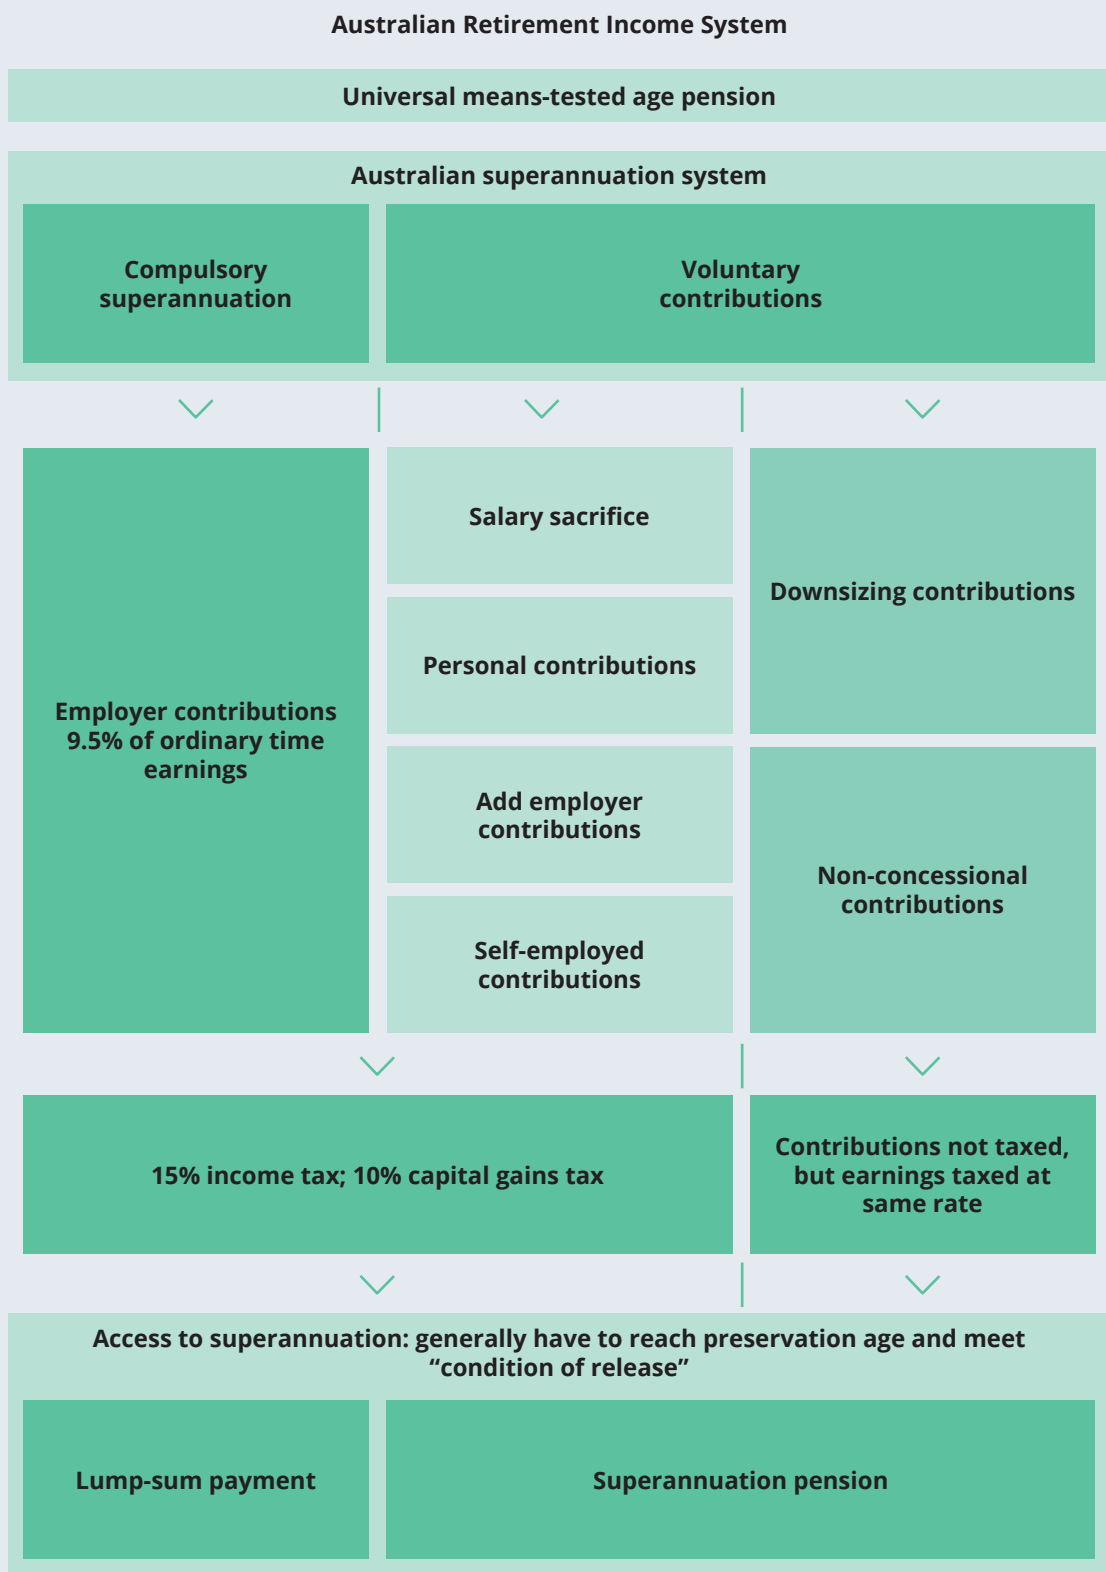 Australian Retirement Income System
Universal means-tested age pension
Australian superannuation system
Compulsory
superannuation
Voluntary
contributions
Employer contributions
9.5% of ordinary time
earnings
Salary sacrifice
Personal contributions
Add employer
contributions
Self-employed
contributions
Downsizing contributions
Non-concessional
contributions
15% income tax; 10% capital gains tax
Contributions not taxed,
but earnings taxed at
same rate
Access to superannuation: generally have to reach preservation age and meet
“condition of release”
Lump-sum payment
Superannuation pension